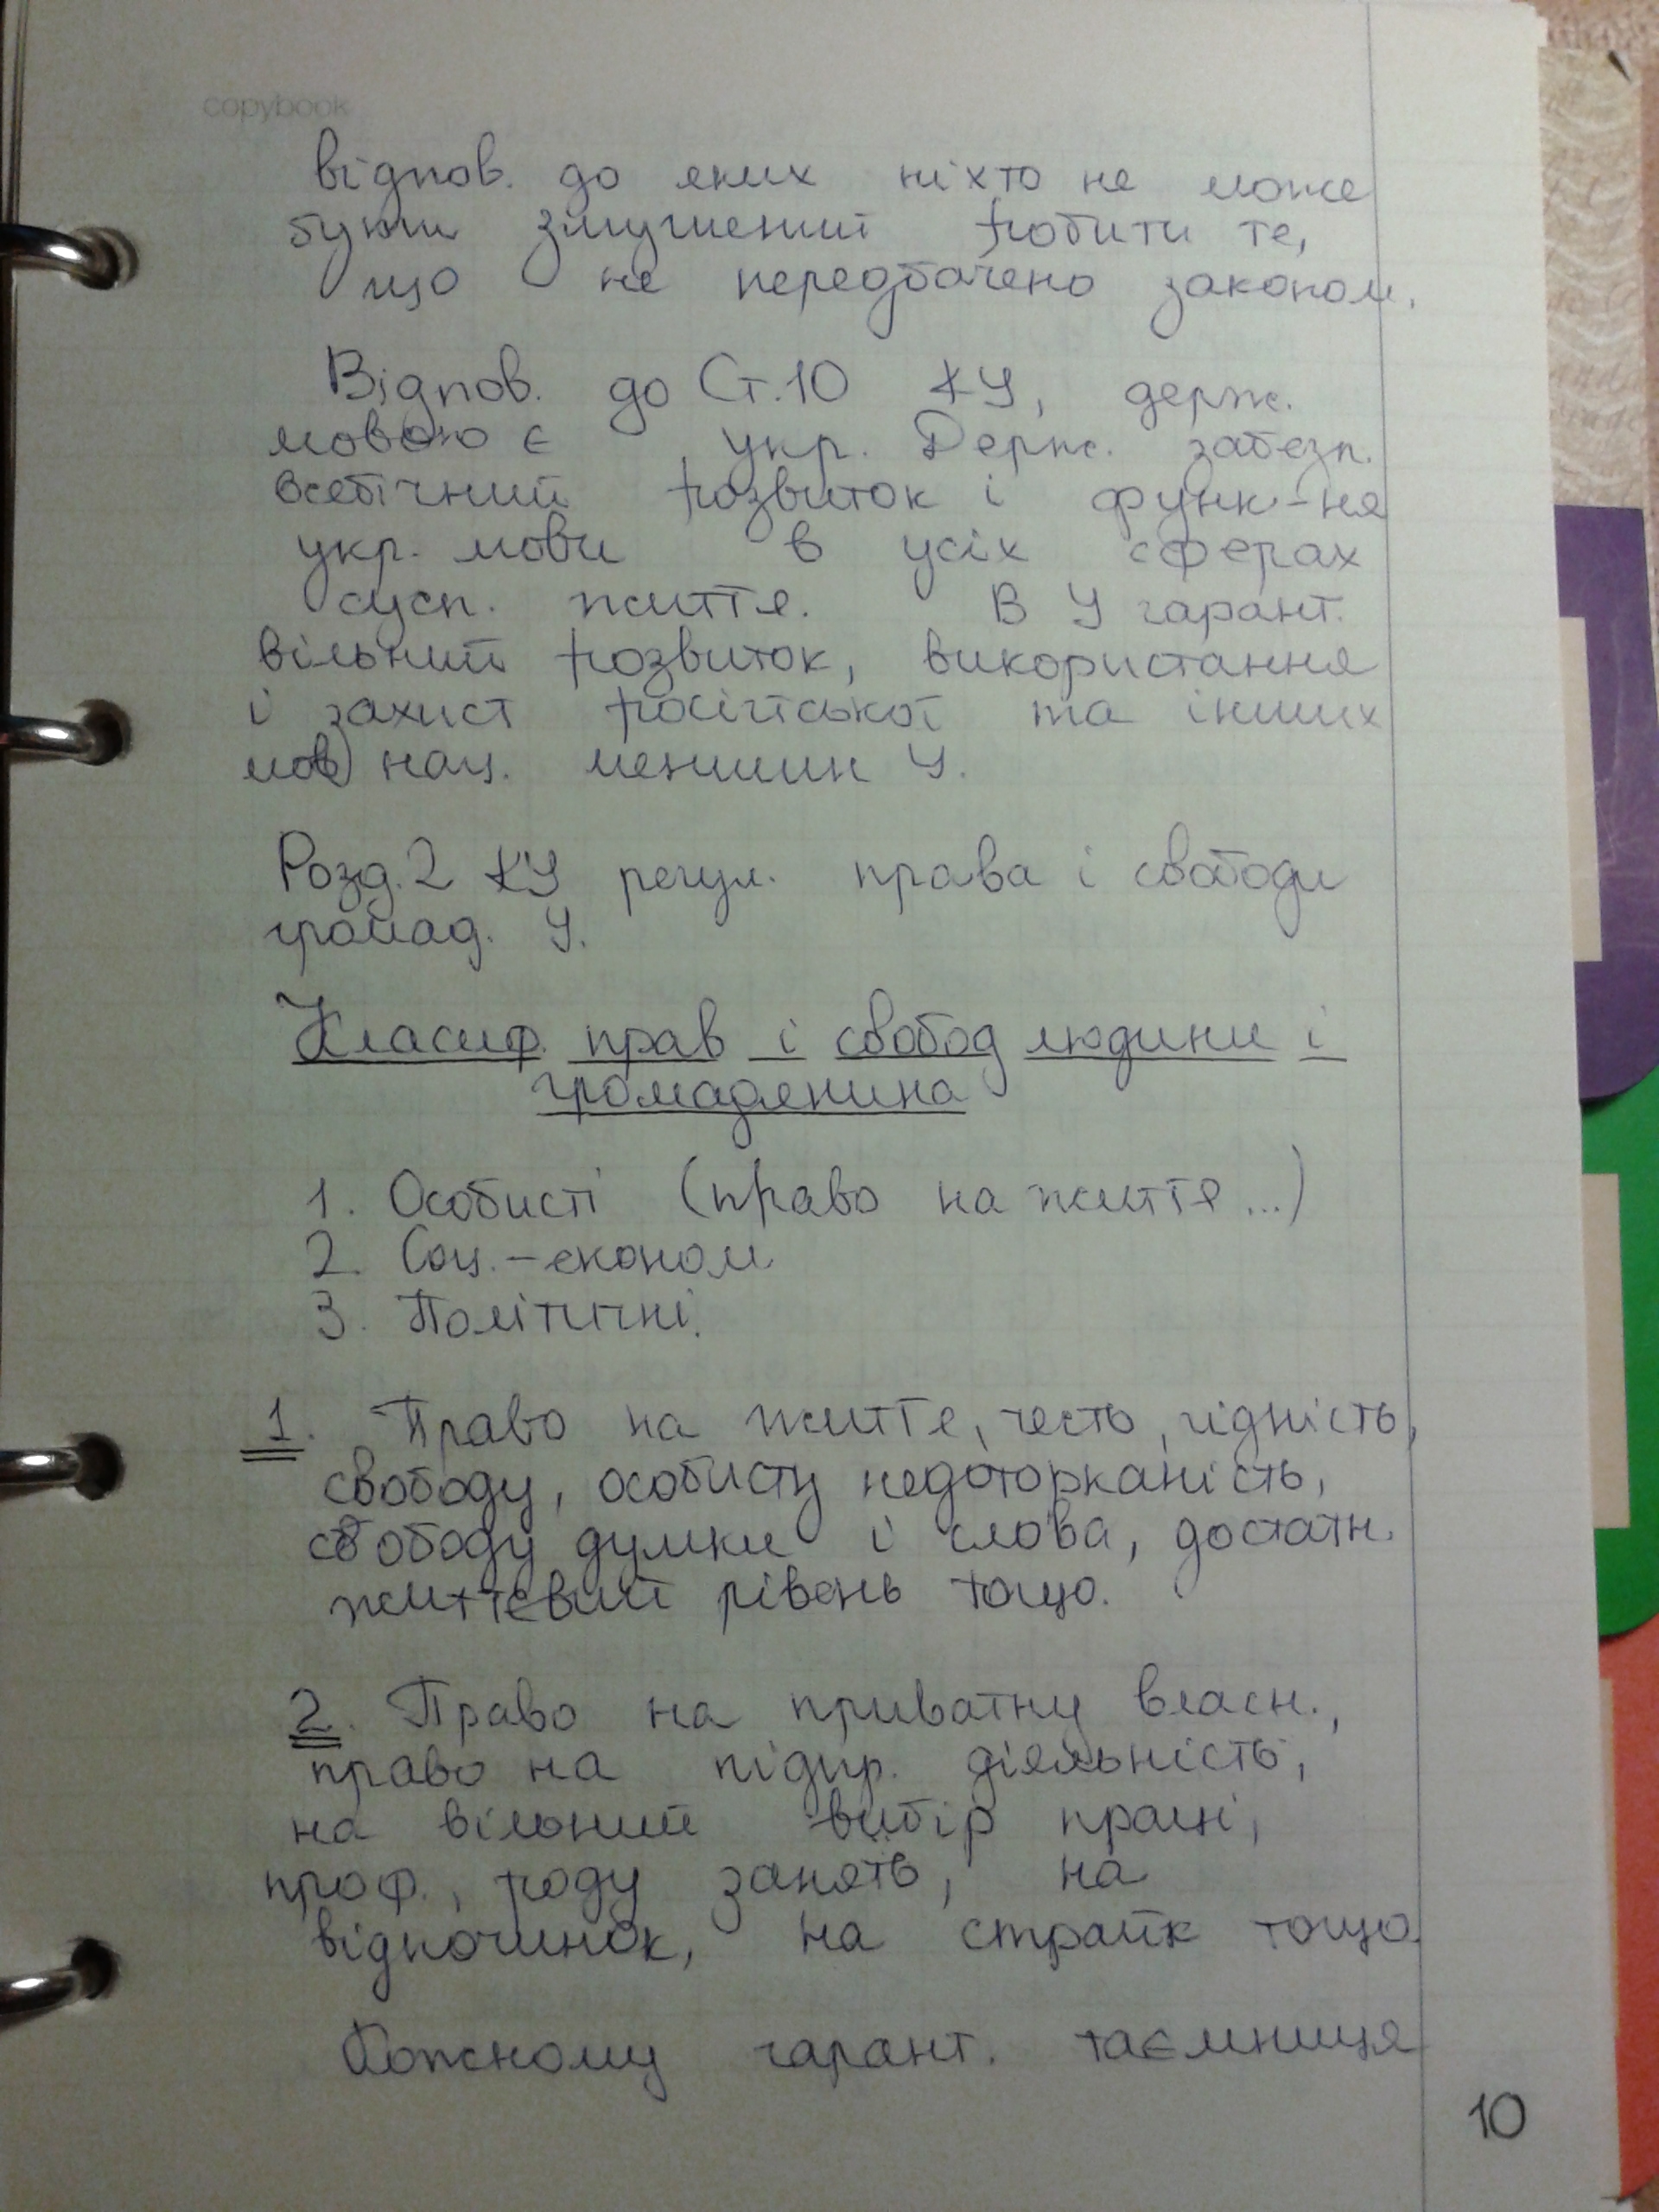 copybook
відпов. до яких ніхто не може
бути змушений робити те,
що не передбачено законом.
Відпов. до Ст.10 КУ, держ.
мовою є укр. Держ. забезп.
всебічний розвиток і функ-ня
укр. мови в усіх сферах
сусп. життя. В У гарант.
вільний розвиток, використання
і захист російської та інших
мов нац. меншин У.
Розд.2 КУ регул. права і свободи
громад. У.
Класиф. прав і свобод людини і
громадянина
1. Особисті (право на життя...)
2. Соц.-економ
3. Політичні.
1. Право на життя, честь, гідність,
свободу, особисту недоторканість,
свободу думки і слова, достатн.
життєвий рівень тощо.
2. Право на приватну власн.,
право на підпр. діяльність,
на вільний вибір праці,
проф., роду занять, на
відпочинок, на страйк тощо.
Кожному гарант. таємниця
10